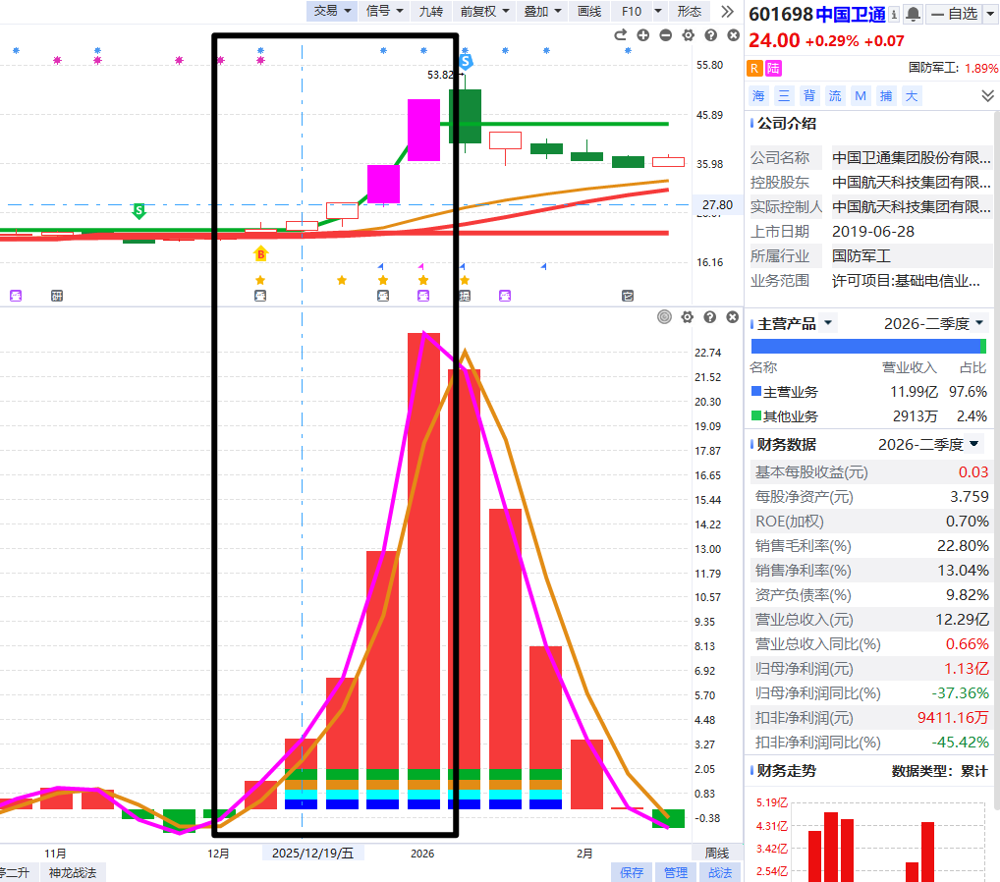 交易 信号 九转 前复权 叠加 画线 F10 形态
601698中国卫通 自选
24.00 +0.29% +0.07
R 陆 国防军工: 1.89%
海 三 背 流 M 捕 大
公司介绍
公司名称 中国卫通集团股份有限...
控股股东 中国航天科技集团有限...
实际控制人 中国航天科技集团有限...
上市日期 2019-06-28
所属行业 国防军工
业务范围 许可项目:基础电信业...
主营产品 2026-二季度
名称 营业收入 占比
主营业务 11.99亿 97.6%
其他业务 2913万 2.4%
财务数据 2026-二季度
基本每股收益(元) 0.03
每股净资产(元) 3.759
ROE(加权) 0.70%
销售毛利率(%) 22.80%
销售净利率(%) 13.04%
资产负债率(%) 9.82%
营业总收入(元) 12.29亿
营业总收入同比(%) 0.66%
归母净利润(元) 1.13亿
归母净利润同比(%) -37.36%
扣非净利润(元) 9411.16万
扣非净利润同比(%) -45.42%
财务走势 数据类型: 累计
5.19亿
4.31亿
3.42亿
2.54亿
S
53.82
S
B
55.80
45.89
35.98
27.80
16.16
研
22.74
21.52
20.30
19.09
17.87
16.65
15.44
14.22
13.00
11.79
10.57
9.35
8.13
6.92
5.70
4.48
3.27
2.05
0.83
-0.38
11月 12月 2025/12/19/五 2026 2月 周线
神龙战法 保存 管理 战法